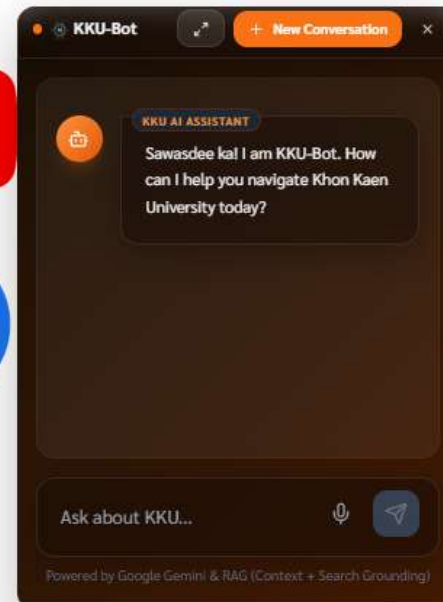 KKU-Bot
+ New Conversation ×
KKU AI ASSISTANT
Sawasdee ka! I am KKU-Bot. How
can I help you navigate Khon Kaen
University today?
Ask about KKU...
Powered by Google Gemini & RAG (Context + Search Grounding)